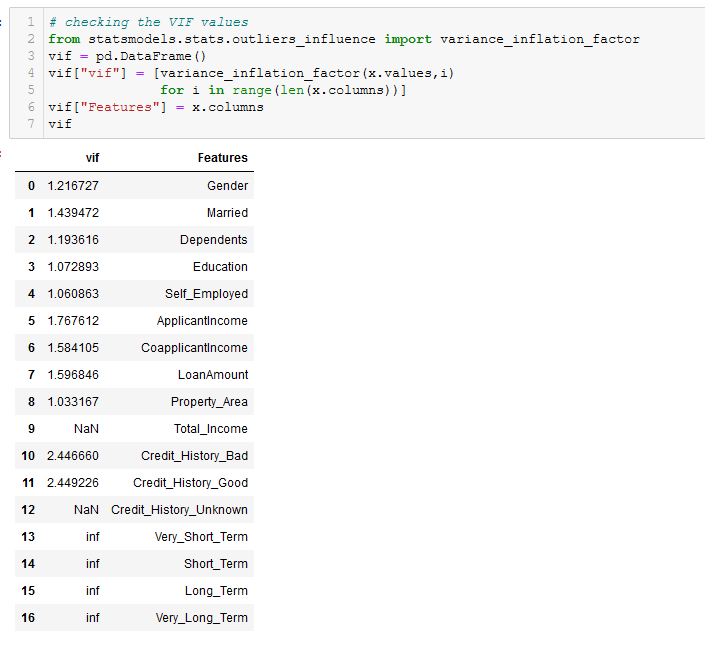 1 # checking the VIF values
2 from statsmodels.stats.outliers_influence import variance_inflation_factor
3 vif = pd.DataFrame()
4 vif["vif"] = [variance_inflation_factor(x.values,i)
5 for i in range(len(x.columns))]
6 vif["Features"] = x.columns
7 vif
vif Features
0 1.216727 Gender
1 1.439472 Married
2 1.193616 Dependents
3 1.072893 Education
4 1.060863 Self_Employed
5 1.767612 ApplicantIncome
6 1.584105 CoapplicantIncome
7 1.596846 LoanAmount
8 1.033167 Property_Area
9 NaN Total_Income
10 2.446660 Credit_History_Bad
11 2.449226 Credit_History_Good
12 NaN Credit_History_Unknown
13 inf Very_Short_Term
14 inf Short_Term
15 inf Long_Term
16 inf Very_Long_Term